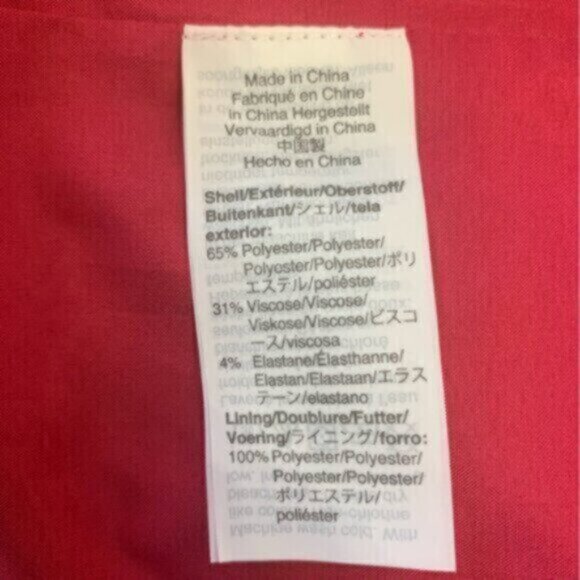 Made in China
Fabriqué en Chine
in China Hergestellt
Vervaardigd in China
中国製
Hecho en China
Shell/Extérieur/Oberstoff/
Buitenkant/シェル/tela
exterior:
65% Polyester/Polyester/
Polyester/Polyester/ポリ
エステル/poliéster
31% Viscose/Viscose/
Viskose/Viscose/ビスコ
ース/viscosa
4% Elastane/Élasthanne/
Elastan/Elastaan/エラス
テーン/elastano
Lining/Doublure/Futter/
Voering/ライニング/forro:
100% Polyester/Polyester/
Polyester/Polyester/
ポリエステル/
poliéster